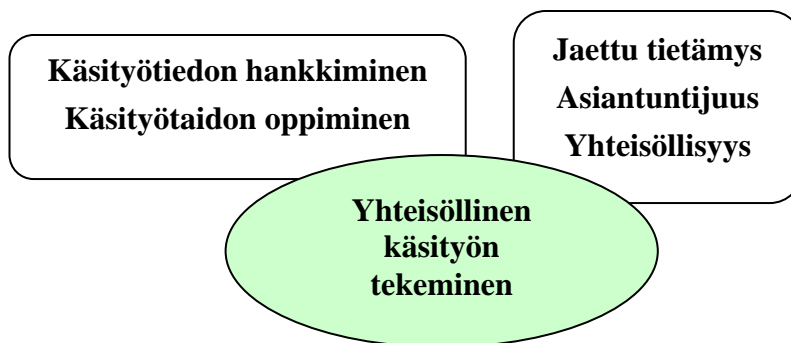 Käsityötiedon hankkiminen
Käsityötaidon oppiminen
Jaettu tietämys
Asiantuntijuus
Yhteisöllisyys
Yhteisöllinen
käsityön
tekeminen